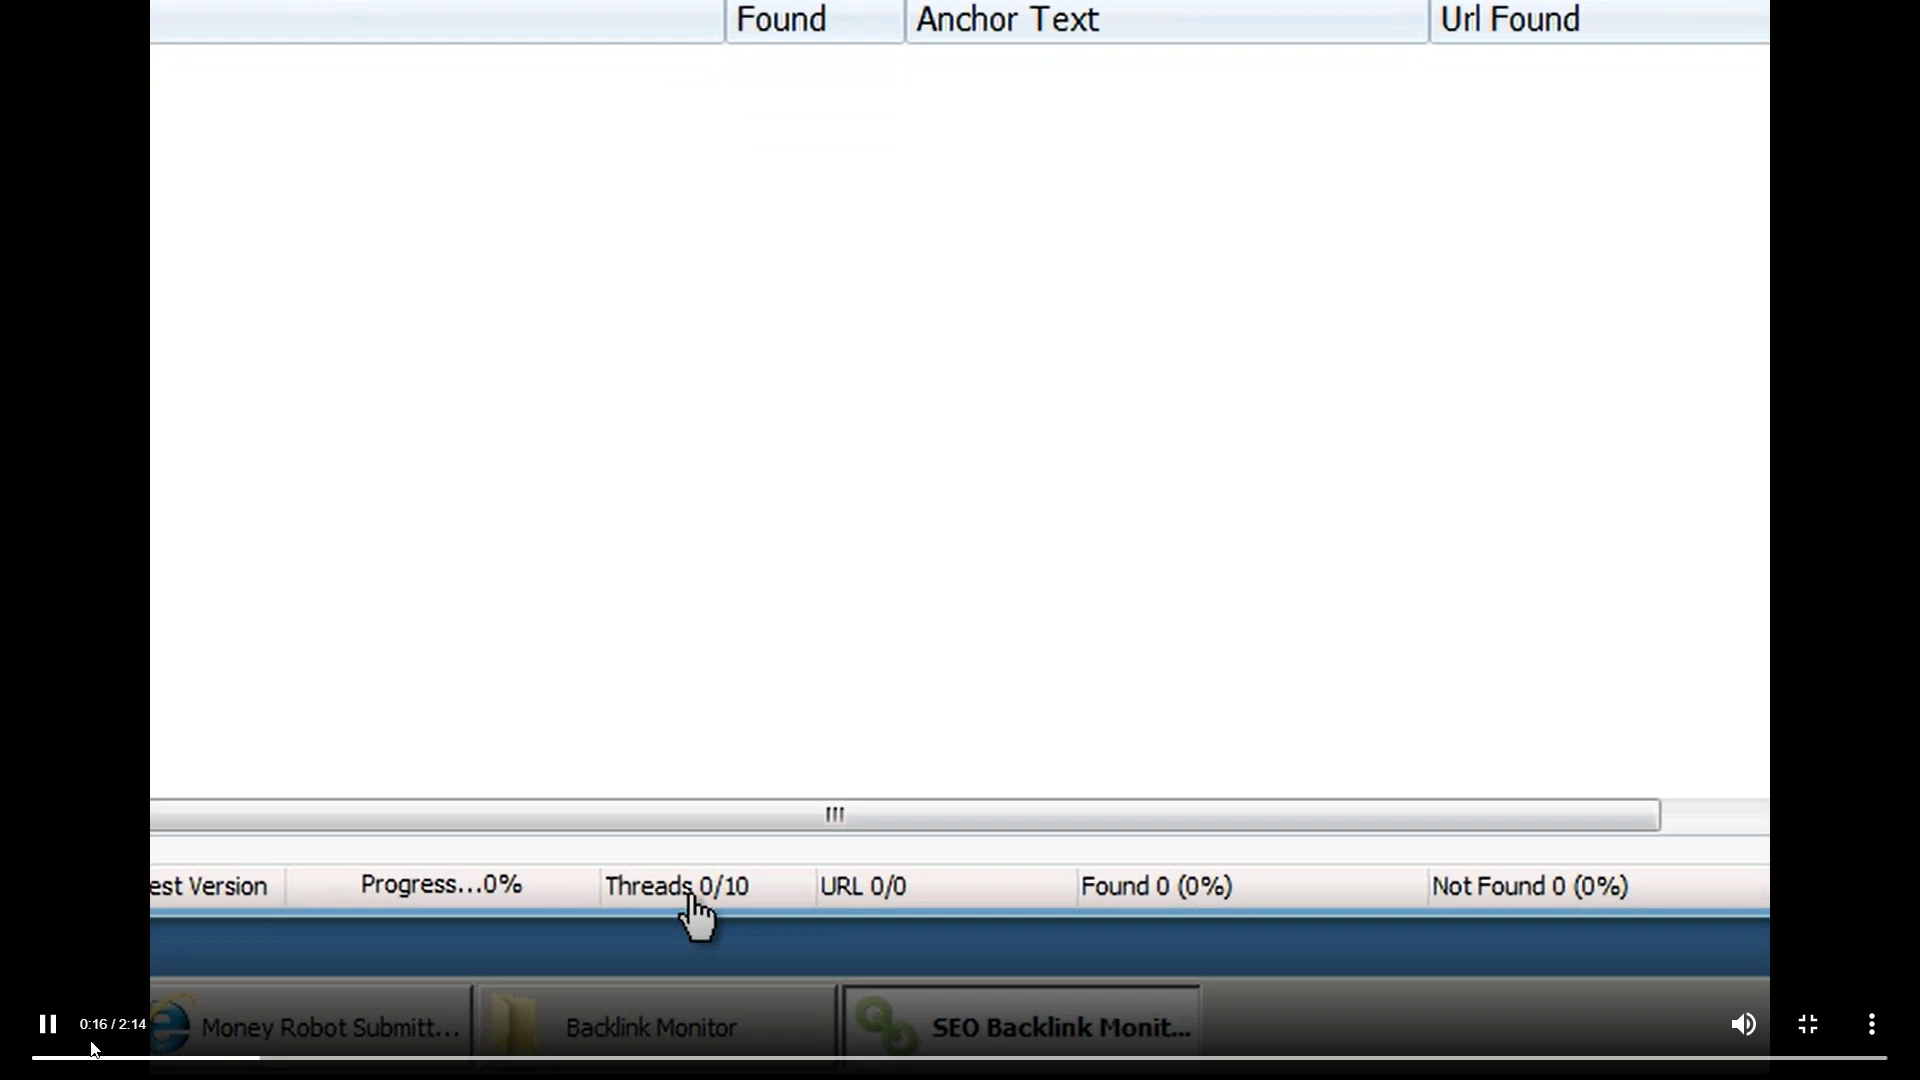 Found Anchor Text Url Found
est Version Progress...0% Threads 0/10 URL 0/0 Found 0 (0%) Not Found 0 (0%)
0:16 / 2:14 Money Robot Submitt... Backlink Monitor SEO Backlink Monit...